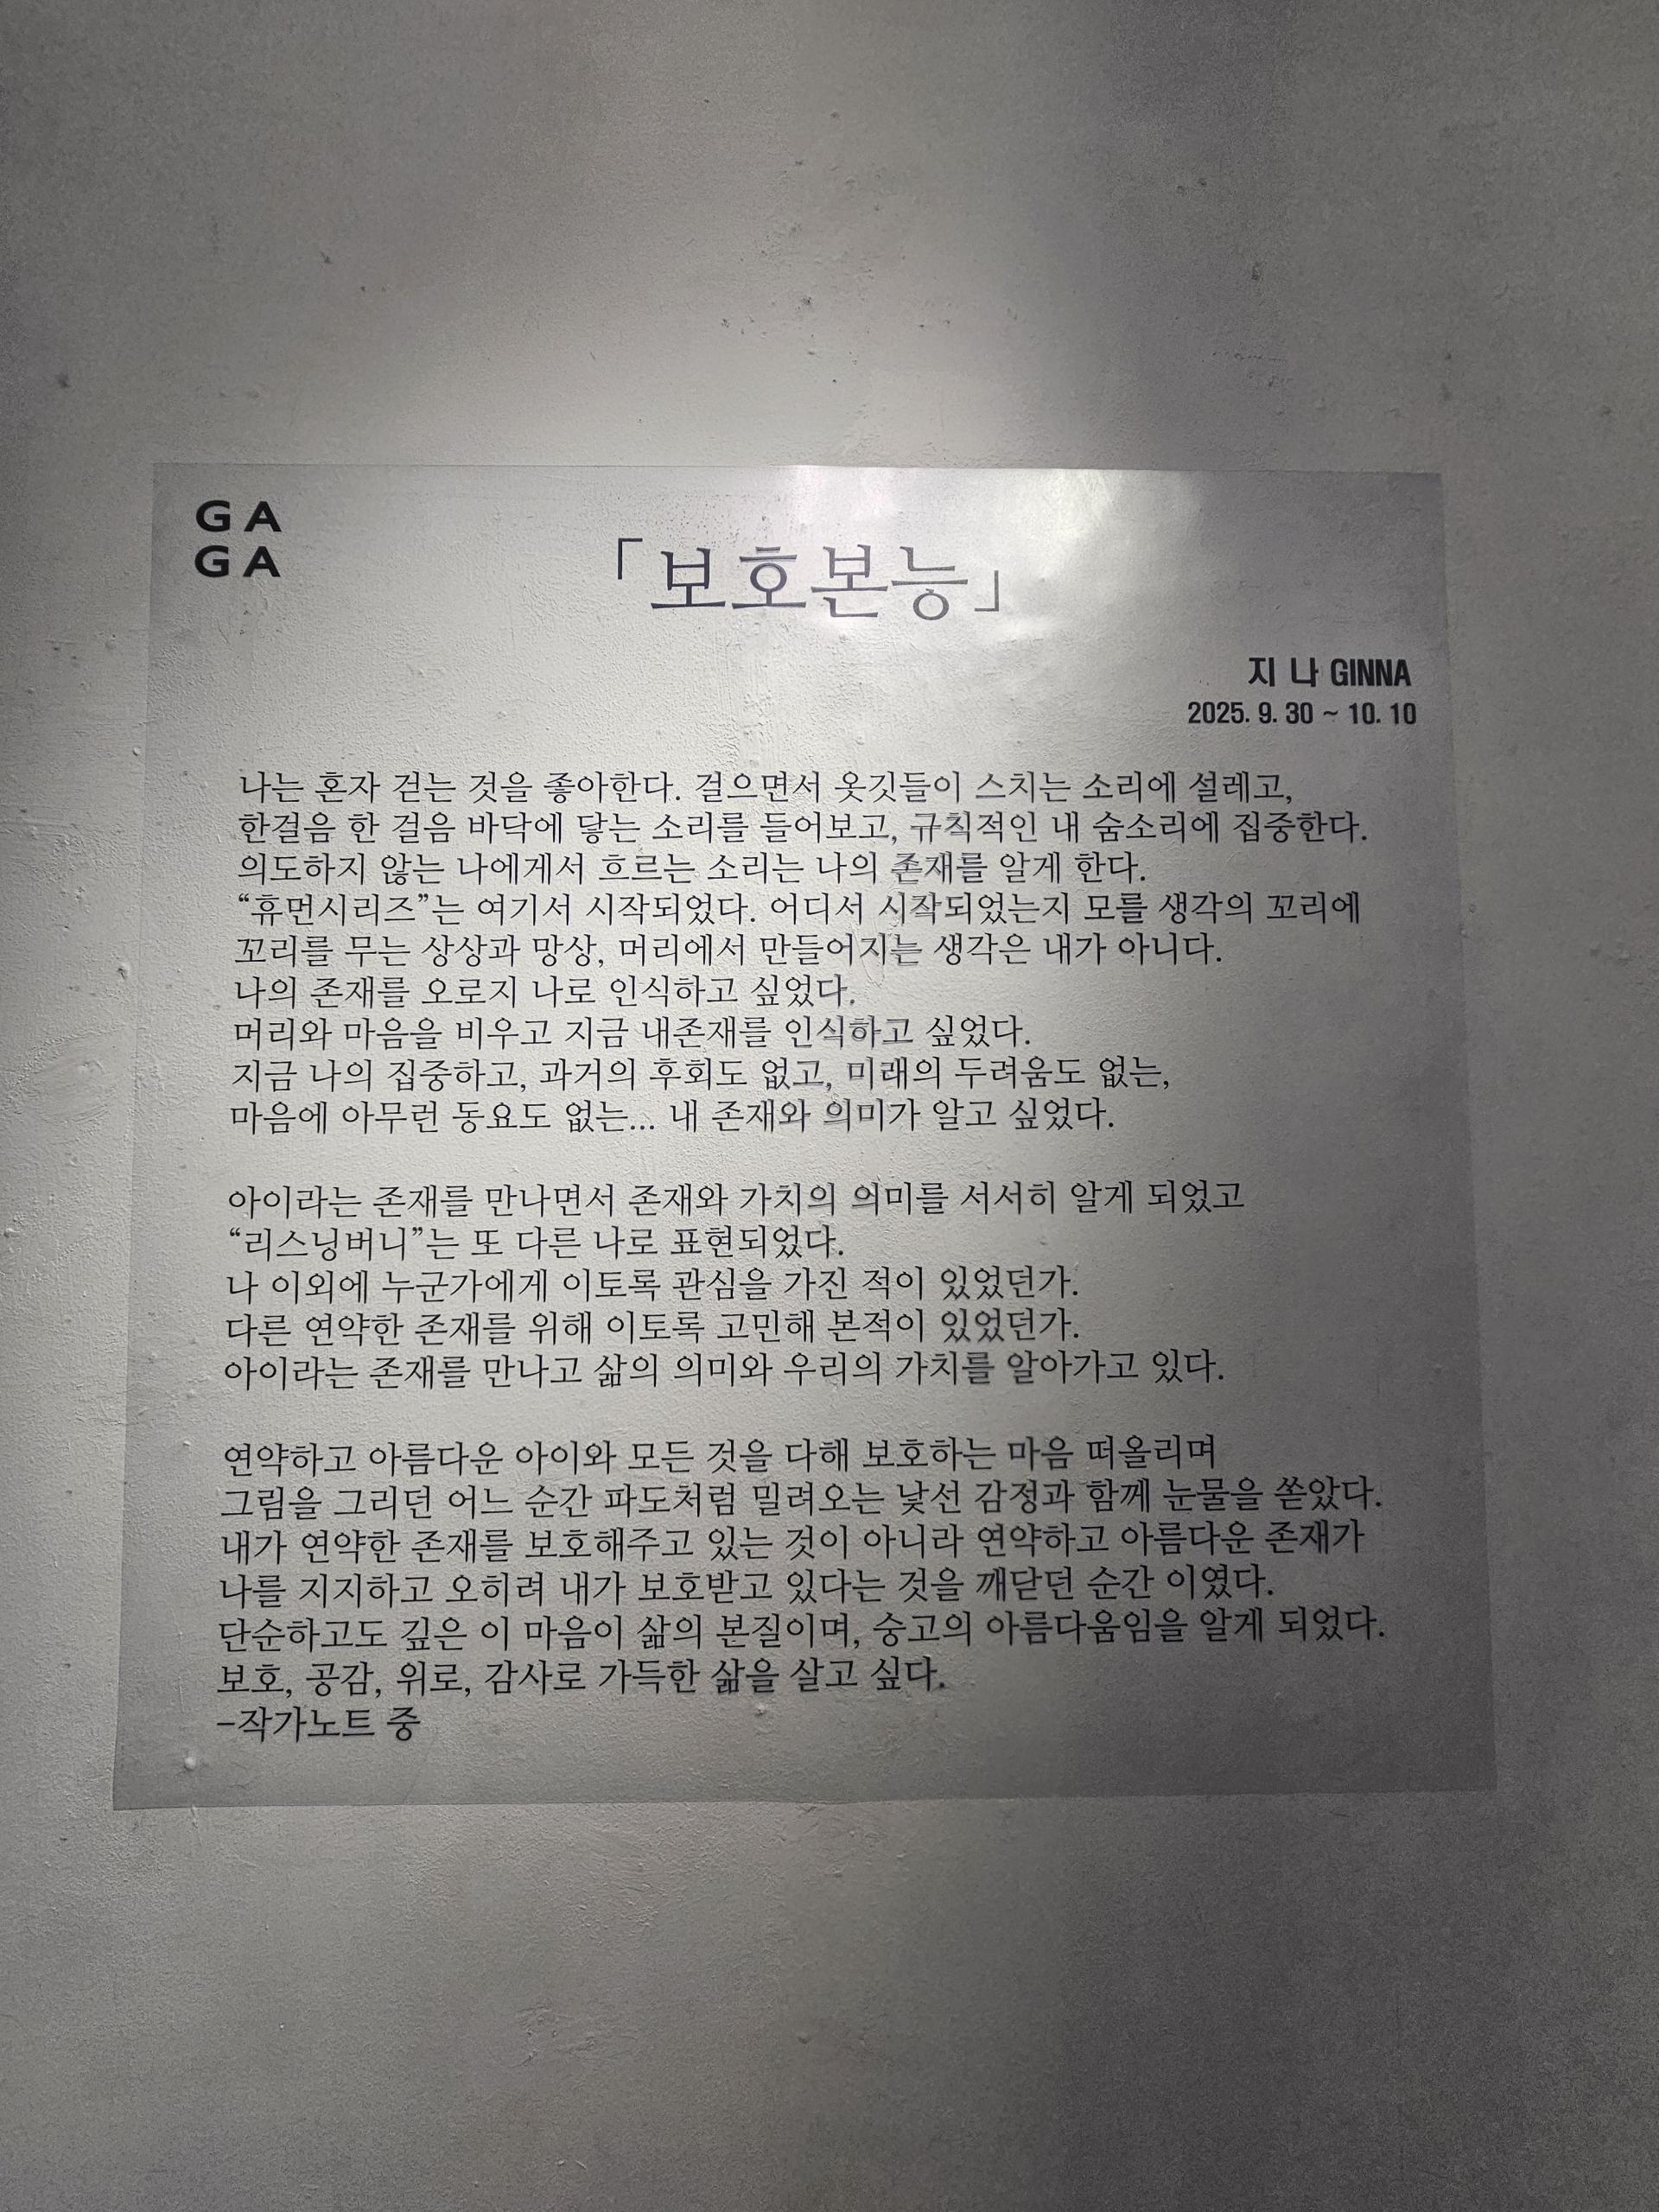 GA
GA
「보호본능」
지 나 GINNA
2025. 9. 30 ~ 10. 10
나는 혼자 걷는 것을 좋아한다. 걸으면서 옷깃들이 스치는 소리에 설레고,
한걸음 한 걸음 바닥에 닿는 소리를 들어보고, 규칙적인 내 숨소리에 집중한다.
의도하지 않는 나에게서 흐르는 소리는 나의 존재를 알게 한다.
“휴먼시리즈”는 여기서 시작되었다. 어디서 시작되었는지 모를 생각의 꼬리에
꼬리를 무는 상상과 망상, 머리에서 만들어지는 생각은 내가 아니다.
나의 존재를 오로지 나로 인식하고 싶었다.
머리와 마음을 비우고 지금 내존재를 인식하고 싶었다.
지금 나의 집중하고, 과거의 후회도 없고, 미래의 두려움도 없는,
마음에 아무런 동요도 없는... 내 존재와 의미가 알고 싶었다.
아이라는 존재를 만나면서 존재와 가치의 의미를 서서히 알게 되었고
“리스닝버니”는 또 다른 나로 표현되었다.
나 이외에 누군가에게 이토록 관심을 가진 적이 있었던가.
다른 연약한 존재를 위해 이토록 고민해 본적이 있었던가.
아이라는 존재를 만나고 삶의 의미와 우리의 가치를 알아가고 있다.
연약하고 아름다운 아이와 모든 것을 다해 보호하는 마음 떠올리며
그림을 그리던 어느 순간 파도처럼 밀려오는 낯선 감정과 함께 눈물을 쏟았다.
내가 연약한 존재를 보호해주고 있는 것이 아니라 연약하고 아름다운 존재가
나를 지지하고 오히려 내가 보호받고 있다는 것을 깨닫던 순간 이였다.
단순하고도 깊은 이 마음이 삶의 본질이며, 숭고의 아름다움임을 알게 되었다.
보호, 공감, 위로, 감사로 가득한 삶을 살고 싶다.
-작가노트 중